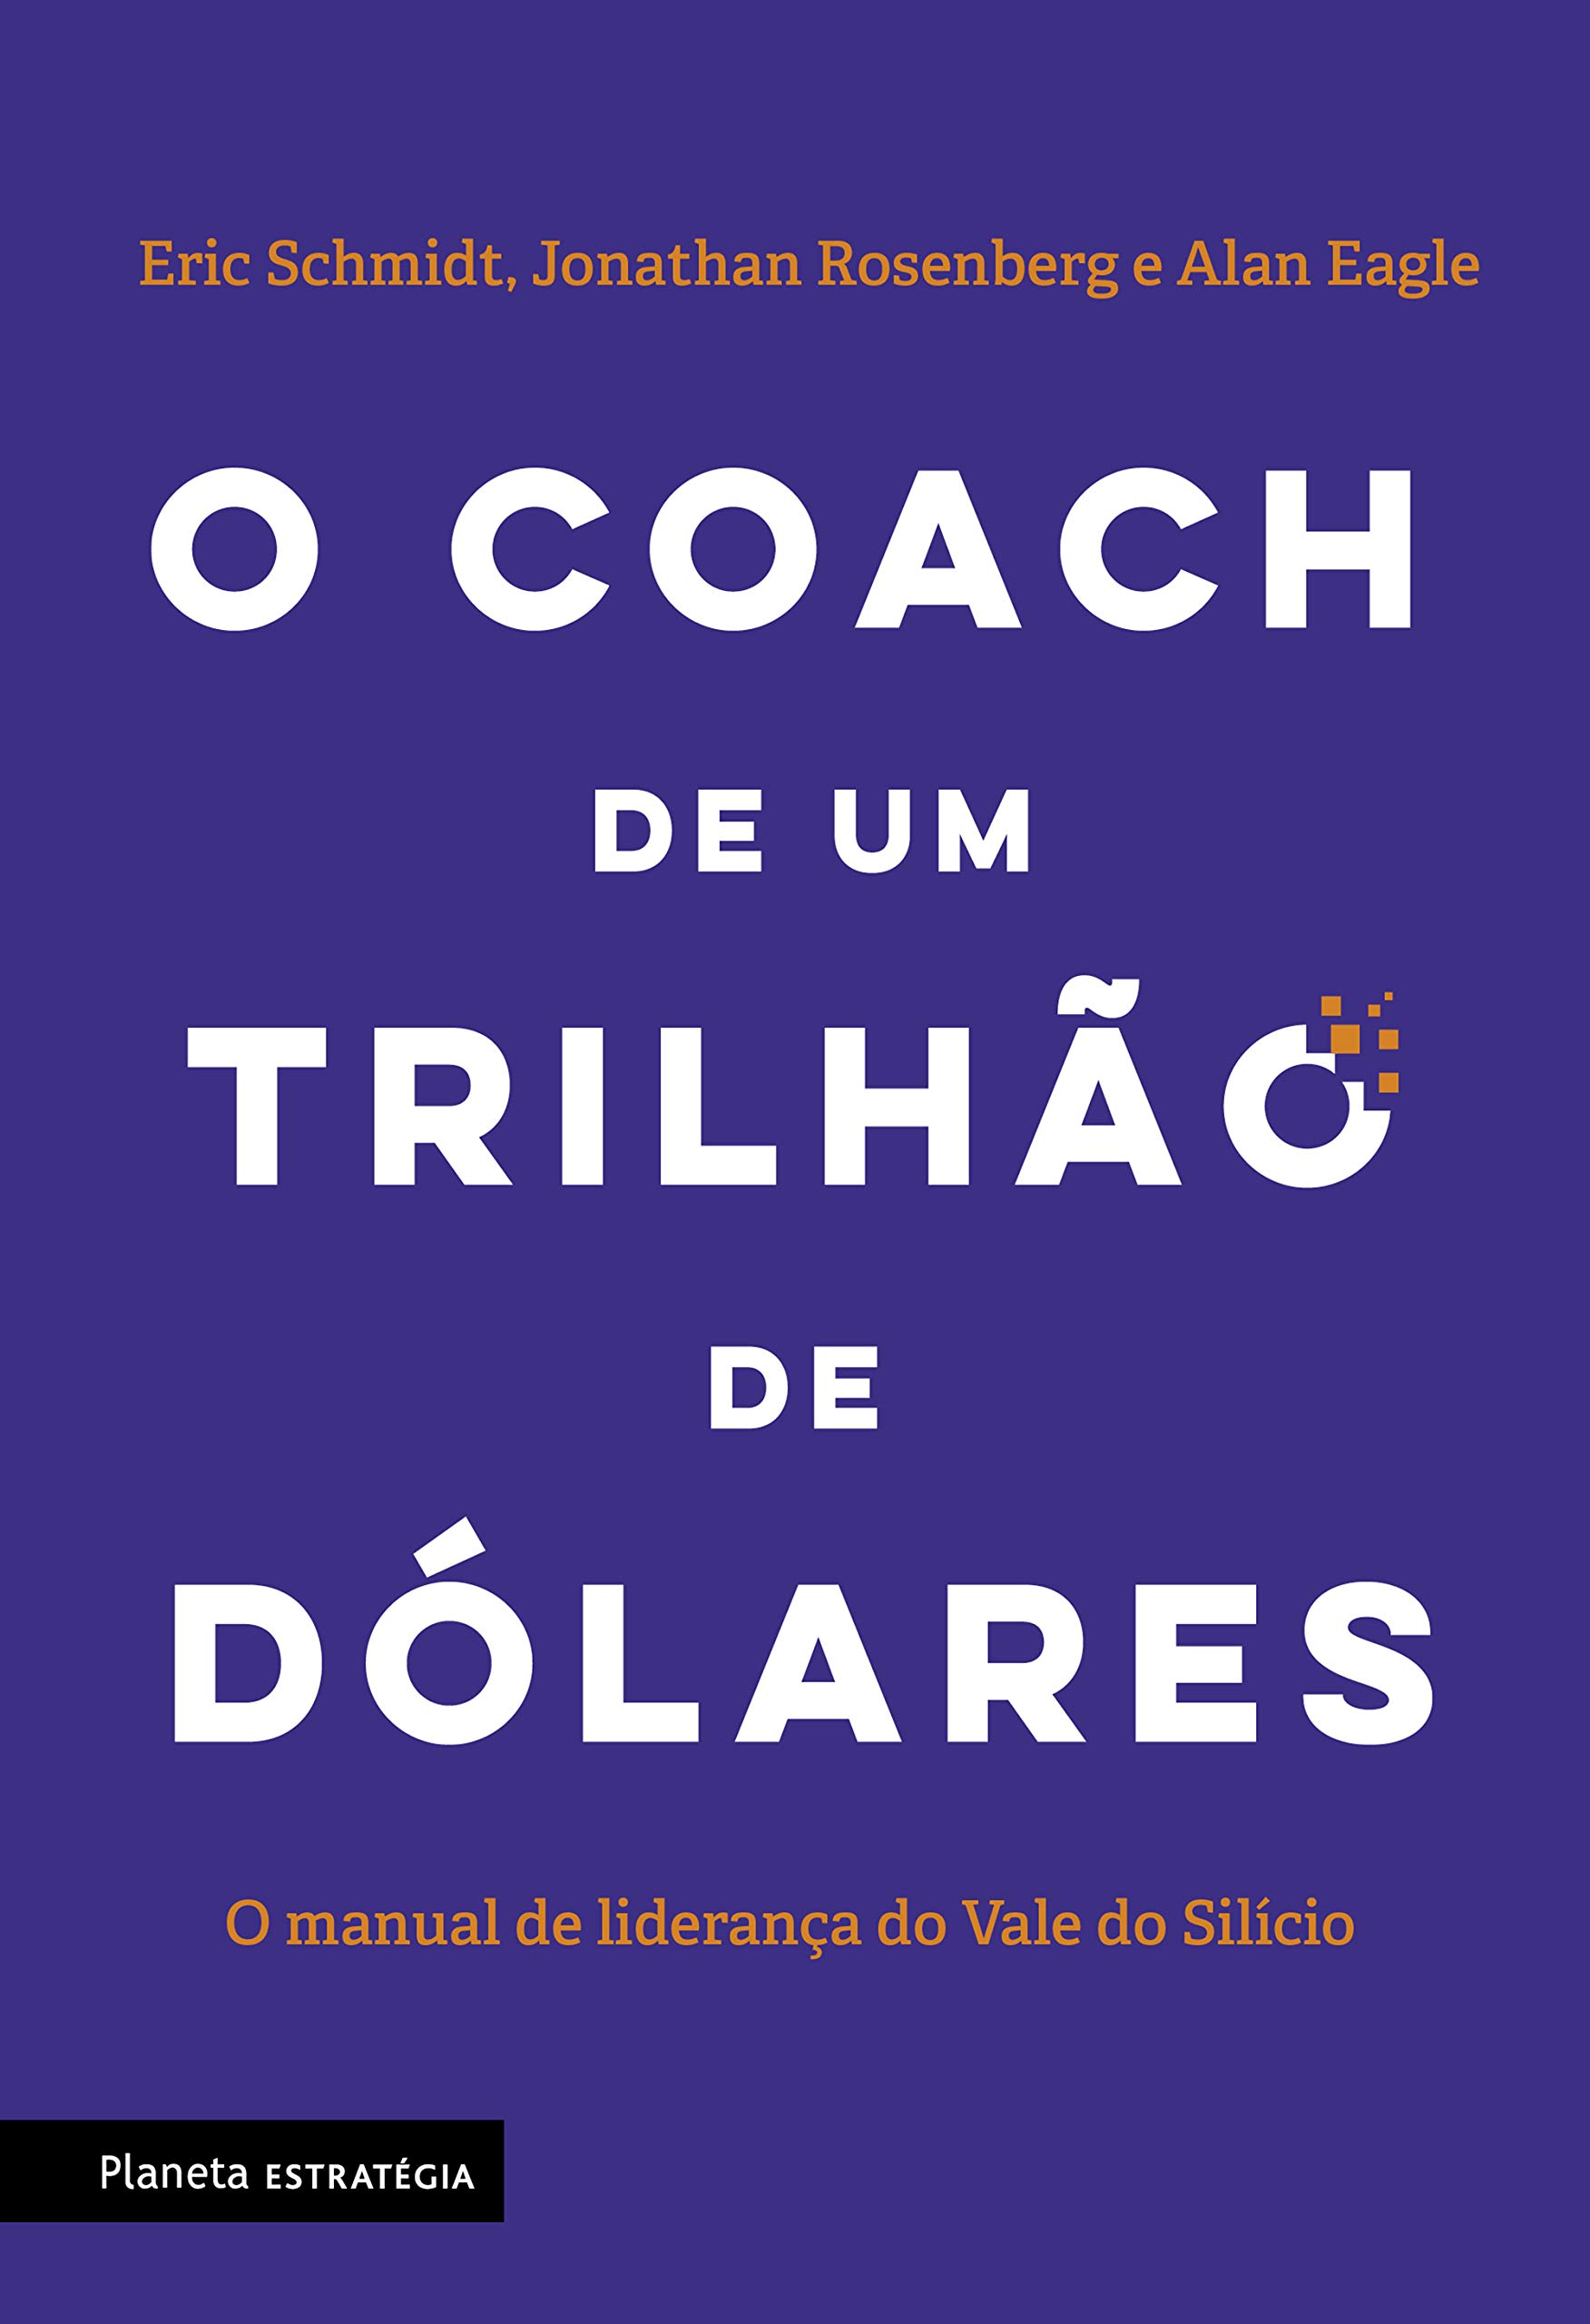 Eric Schmidt, Jonathan Rosenberg e Alan Eagle
O COACH
DE UM
TRILHÃO
DE
DÓLARES
O manual de liderança do Vale do Silício
Planeta ESTRATÉGIA